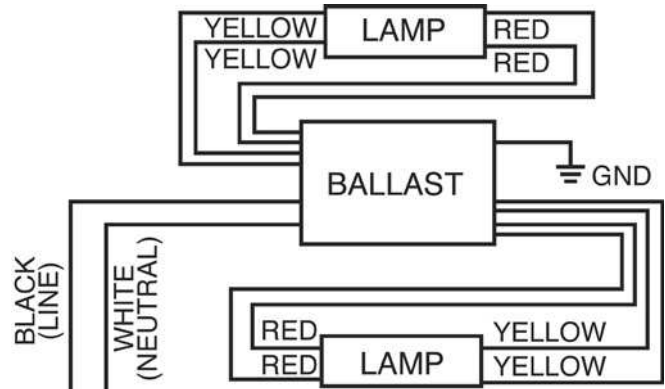 YELLOW LAMP RED
YELLOW RED
BALLAST
GND
BLACK
(LINE)
WHITE
(NEUTRAL)
RED YELLOW
RED LAMP YELLOW